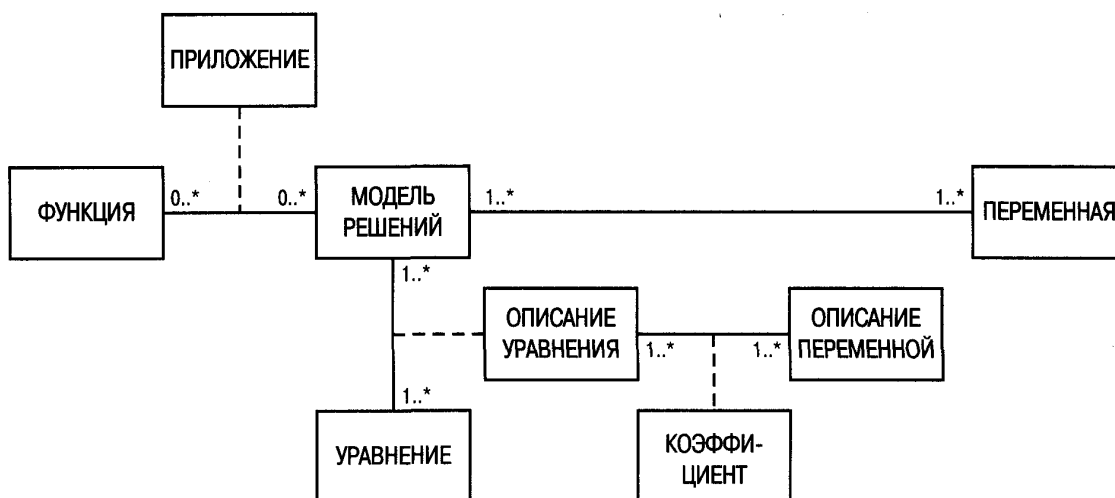 ПРИЛОЖЕНИЕ
ФУНКЦИЯ
0..*
0..*
МОДЕЛЬ
РЕШЕНИЙ
1..*
1..*
ПЕРЕМЕННАЯ
1..*
ОПИСАНИЕ
УРАВНЕНИЯ
1..*
1..*
ОПИСАНИЕ
ПЕРЕМЕННОЙ
1..*
УРАВНЕНИЕ
КОЭФФИ-
ЦИЕНТ